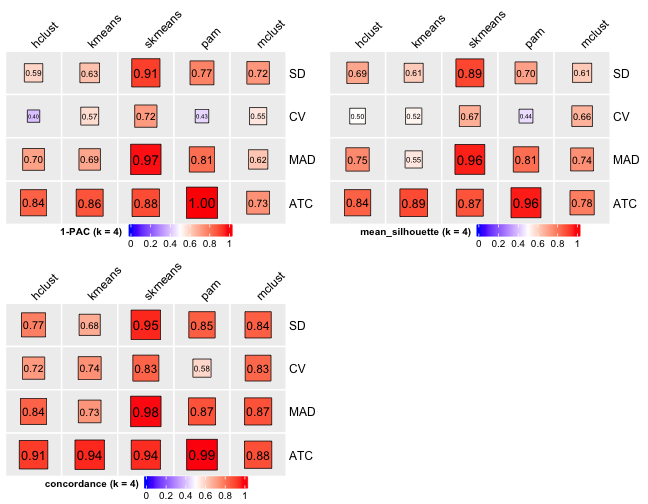 hclust kmeans skmeans pam mclust
0.59 0.63 0.91 0.77 0.72 SD
0.40 0.57 0.72 0.43 0.55 CV
0.70 0.69 0.97 0.81 0.62 MAD
0.84 0.86 0.88 1.00 0.73 ATC
1-PAC (k = 4)
0 0.2 0.4 0.6 0.8 1
hclust kmeans skmeans pam mclust
0.69 0.61 0.89 0.70 0.61 SD
0.50 0.52 0.67 0.44 0.66 CV
0.75 0.55 0.96 0.81 0.74 MAD
0.84 0.89 0.87 0.96 0.78 ATC
mean_silhouette (k = 4)
0 0.2 0.4 0.6 0.8 1
hclust kmeans skmeans pam mclust
0.77 0.68 0.95 0.85 0.84 SD
0.72 0.74 0.83 0.58 0.83 CV
0.84 0.73 0.98 0.87 0.87 MAD
0.91 0.94 0.94 0.99 0.88 ATC
concordance (k = 4)
0 0.2 0.4 0.6 0.8 1